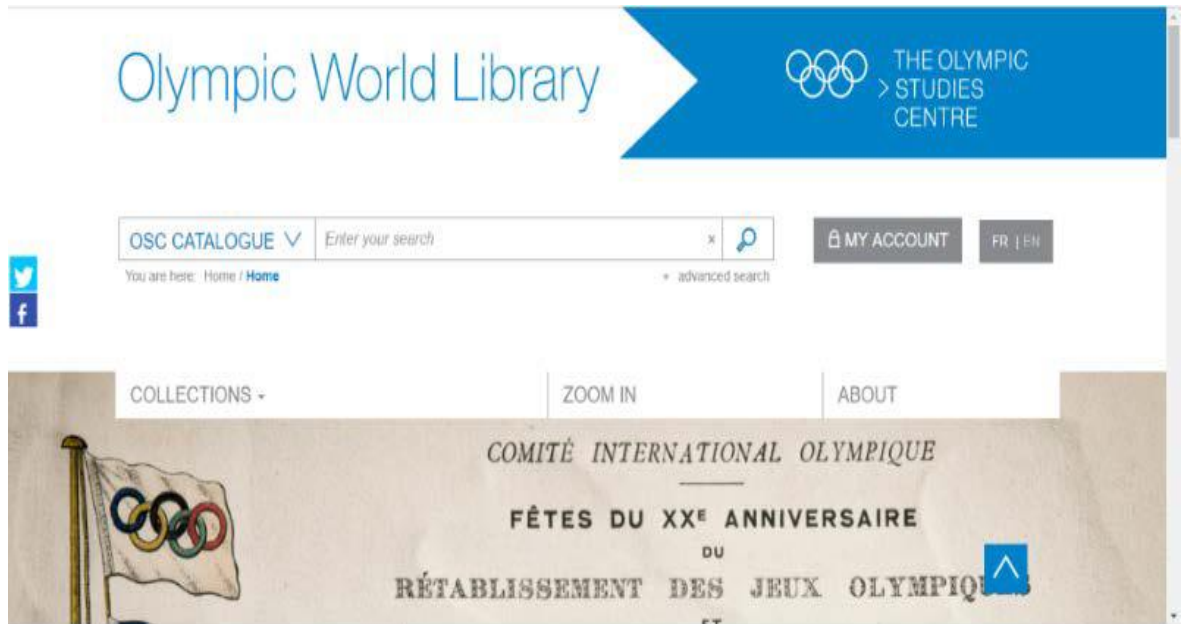 Olympic World Library
THE OLYMPIC
> STUDIES
CENTRE
OSC CATALOGUE Enter your search × MY ACCOUNT FR | EN
You are here: Home / Home advanced search
COLLECTIONS ZOOM IN ABOUT
COMITÉ INTERNATIONAL OLYMPIQUE
FÊTES DU XXE ANNIVERSAIRE
DU
RÉTABLISSEMENT DES JEUX
ET